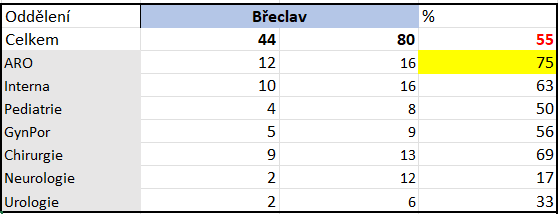 Oddělení Břeclav %
Celkem 44 80 55
ARO 12 16 75
Interna 10 16 63
Pediatrie 4 8 50
GynPor 5 9 56
Chirurgie 9 13 69
Neurologie 2 12 17
Urologie 2 6 33